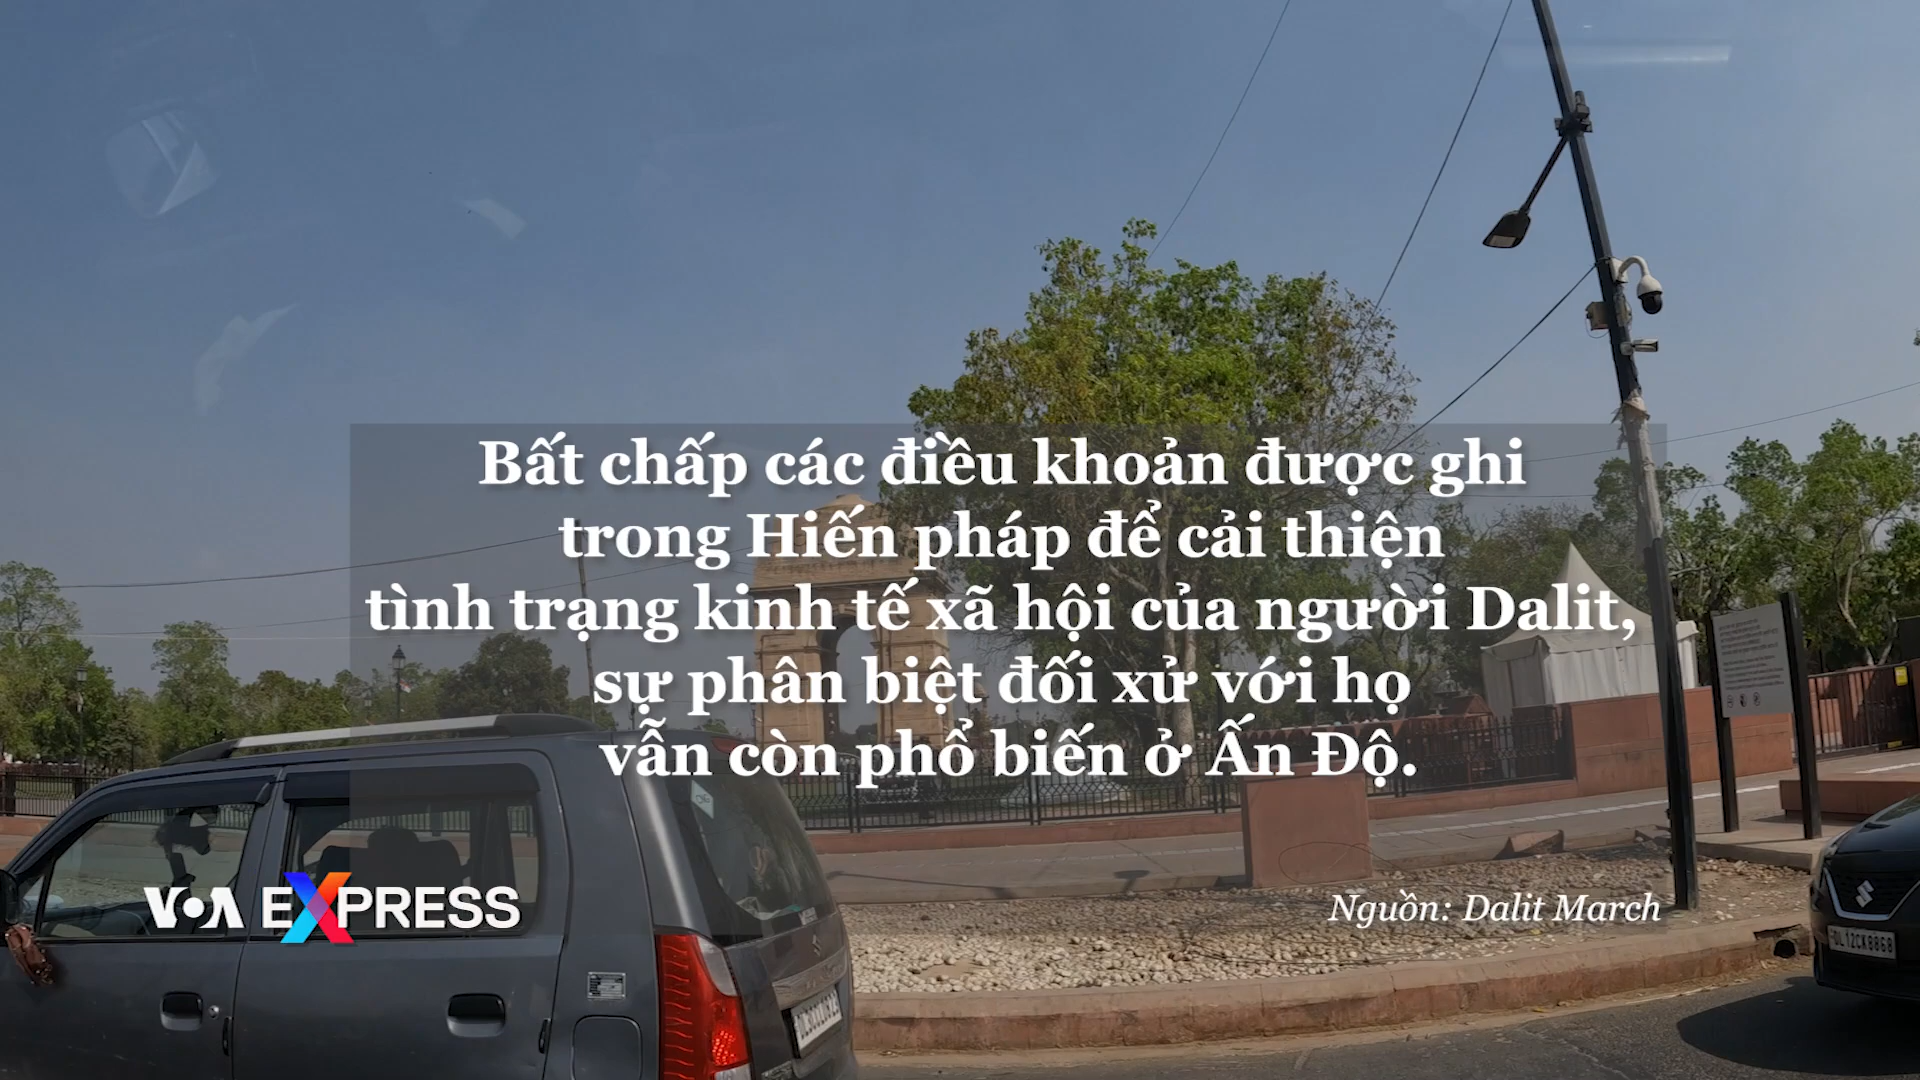 Bất chấp các điều khoản được ghi
trong Hiến pháp để cải thiện
tình trạng kinh tế xã hội của người Dalit,
sự phân biệt đối xử với họ
vẫn còn phổ biến ở Ấn Độ.
VOA EXPRESS
Nguồn: Dalit March
DL12CK8868